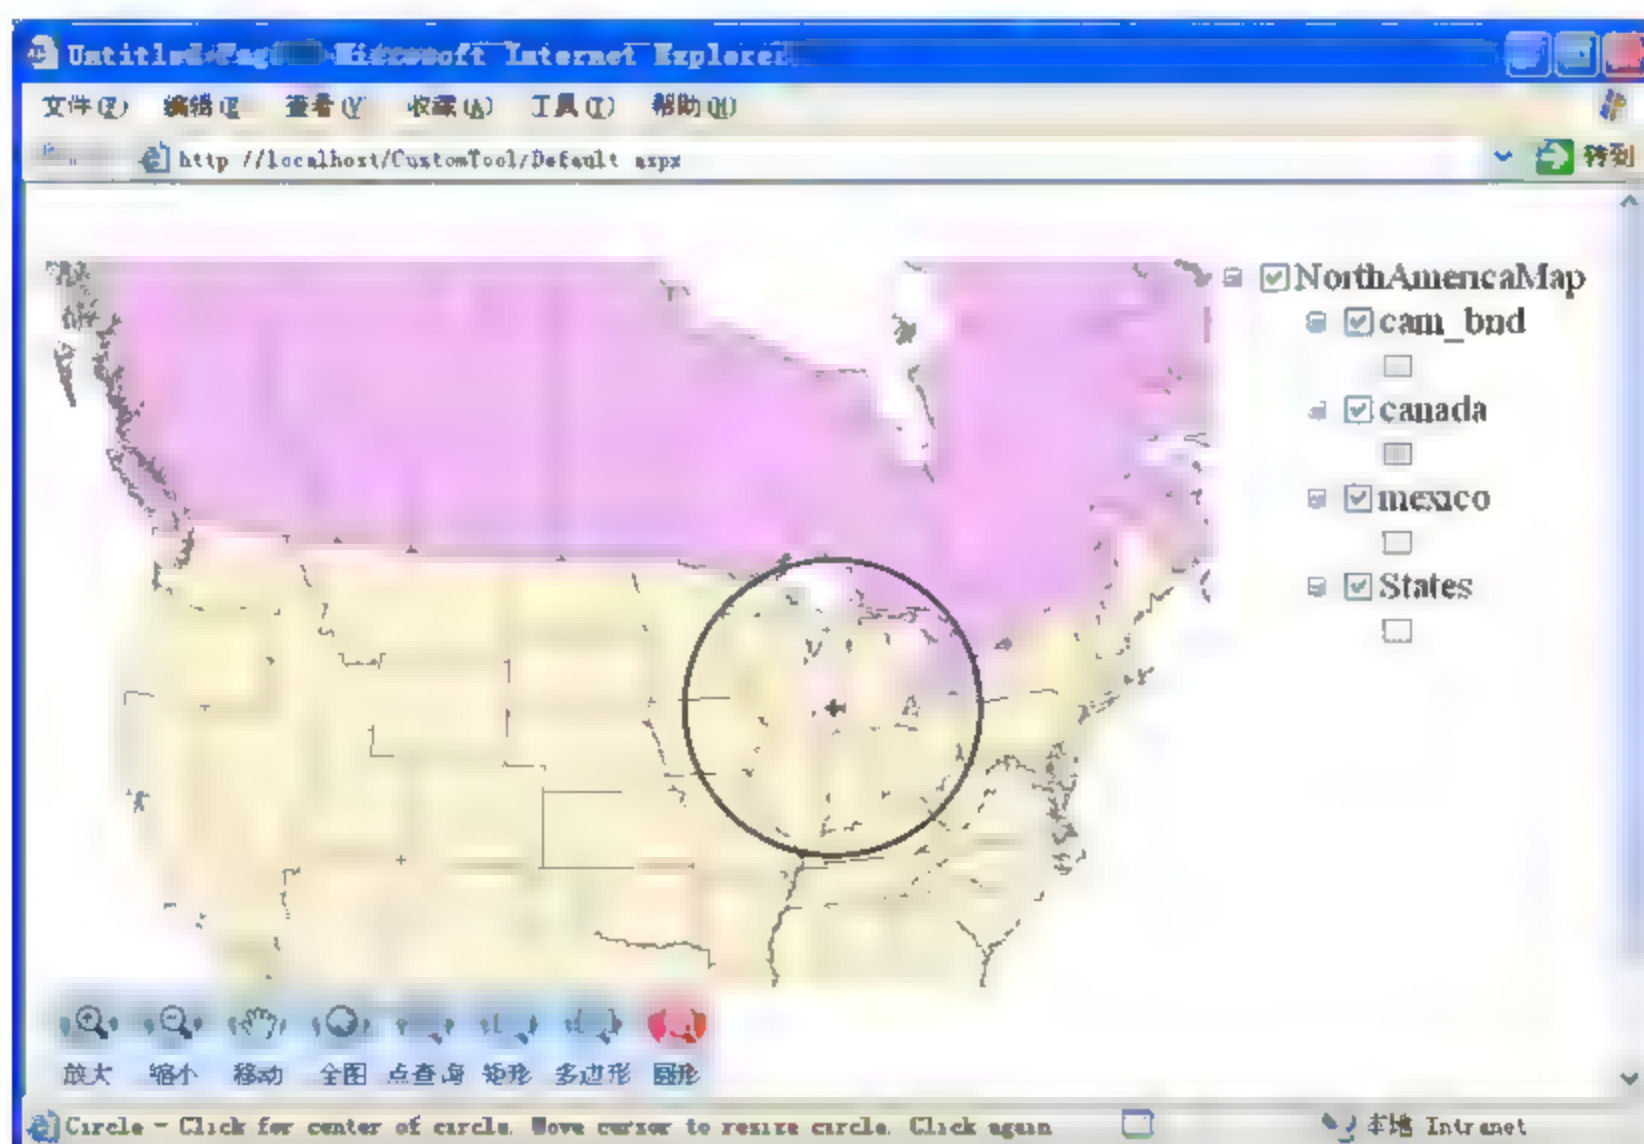 Untitled Page Microsoft Internet Explorer
文件(F) 编辑(E 查看(V 收藏(A) 工具(T) 帮助(H)
http //localhost/CustomTool/Default aspx 转到
NorthAmericaMap
cam_bnd
canada
mexico
States
放大 缩小 移动 全图 点查询 矩形 多边形 圆形
Circle - Click for center of circle. Move cursor to resize circle. Click again 本地 Intranet